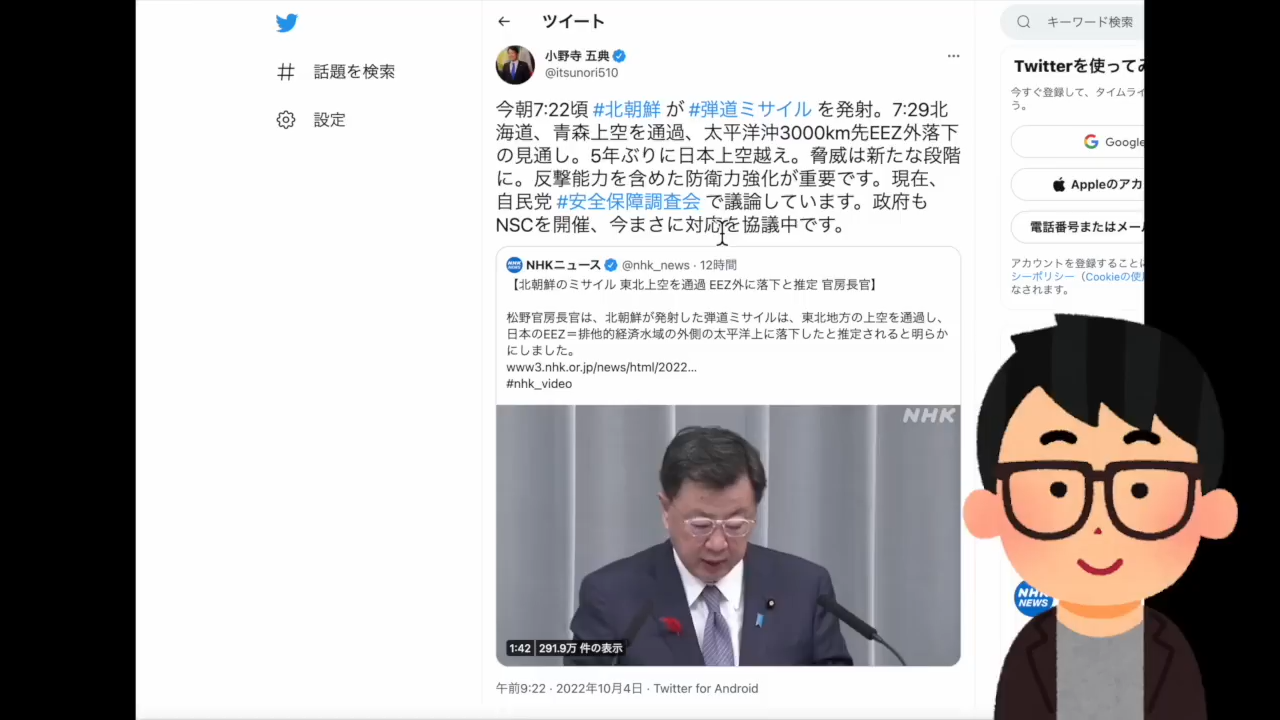 ツイート
キーワード検索
話題を検索
設定
小野寺 五典
@itsunori510
今朝7:22頃 #北朝鮮 が #弾道ミサイル を発射。7:29北
海道、青森上空を通過、太平洋沖3000km先EEZ外落下
の見通し。5年ぶりに日本上空越え。脅威は新たな段階
に。反撃能力を含めた防衛力強化が重要です。現在、
自民党 #安全保障調査会 で議論しています。政府も
NSCを開催、今まさに対応を協議中です。
NHK NEWS NHKニュース @nhk_news · 12時間
【北朝鮮のミサイル 東北上空を通過 EEZ外に落下と推定 官房長官】
松野官房長官は、北朝鮮が発射した弾道ミサイルは、東北地方の上空を通過し、
日本のEEZ＝排他的経済水域の外側の太平洋上に落下したと推定されると明らか
にしました。
www3.nhk.or.jp/news/html/2022…
#nhk_video
NHK
1:42 291.9万 件の表示
午前9:22 · 2022年10月4日 · Twitter for Android
Twitterを使ってみ
今すぐ登録して、タイムライ
う。
Google
Appleのアカ
電話番号またはメー
アカウントを登録することに
シーポリシー（Cookieの使
なされます。
NHK
NEWS